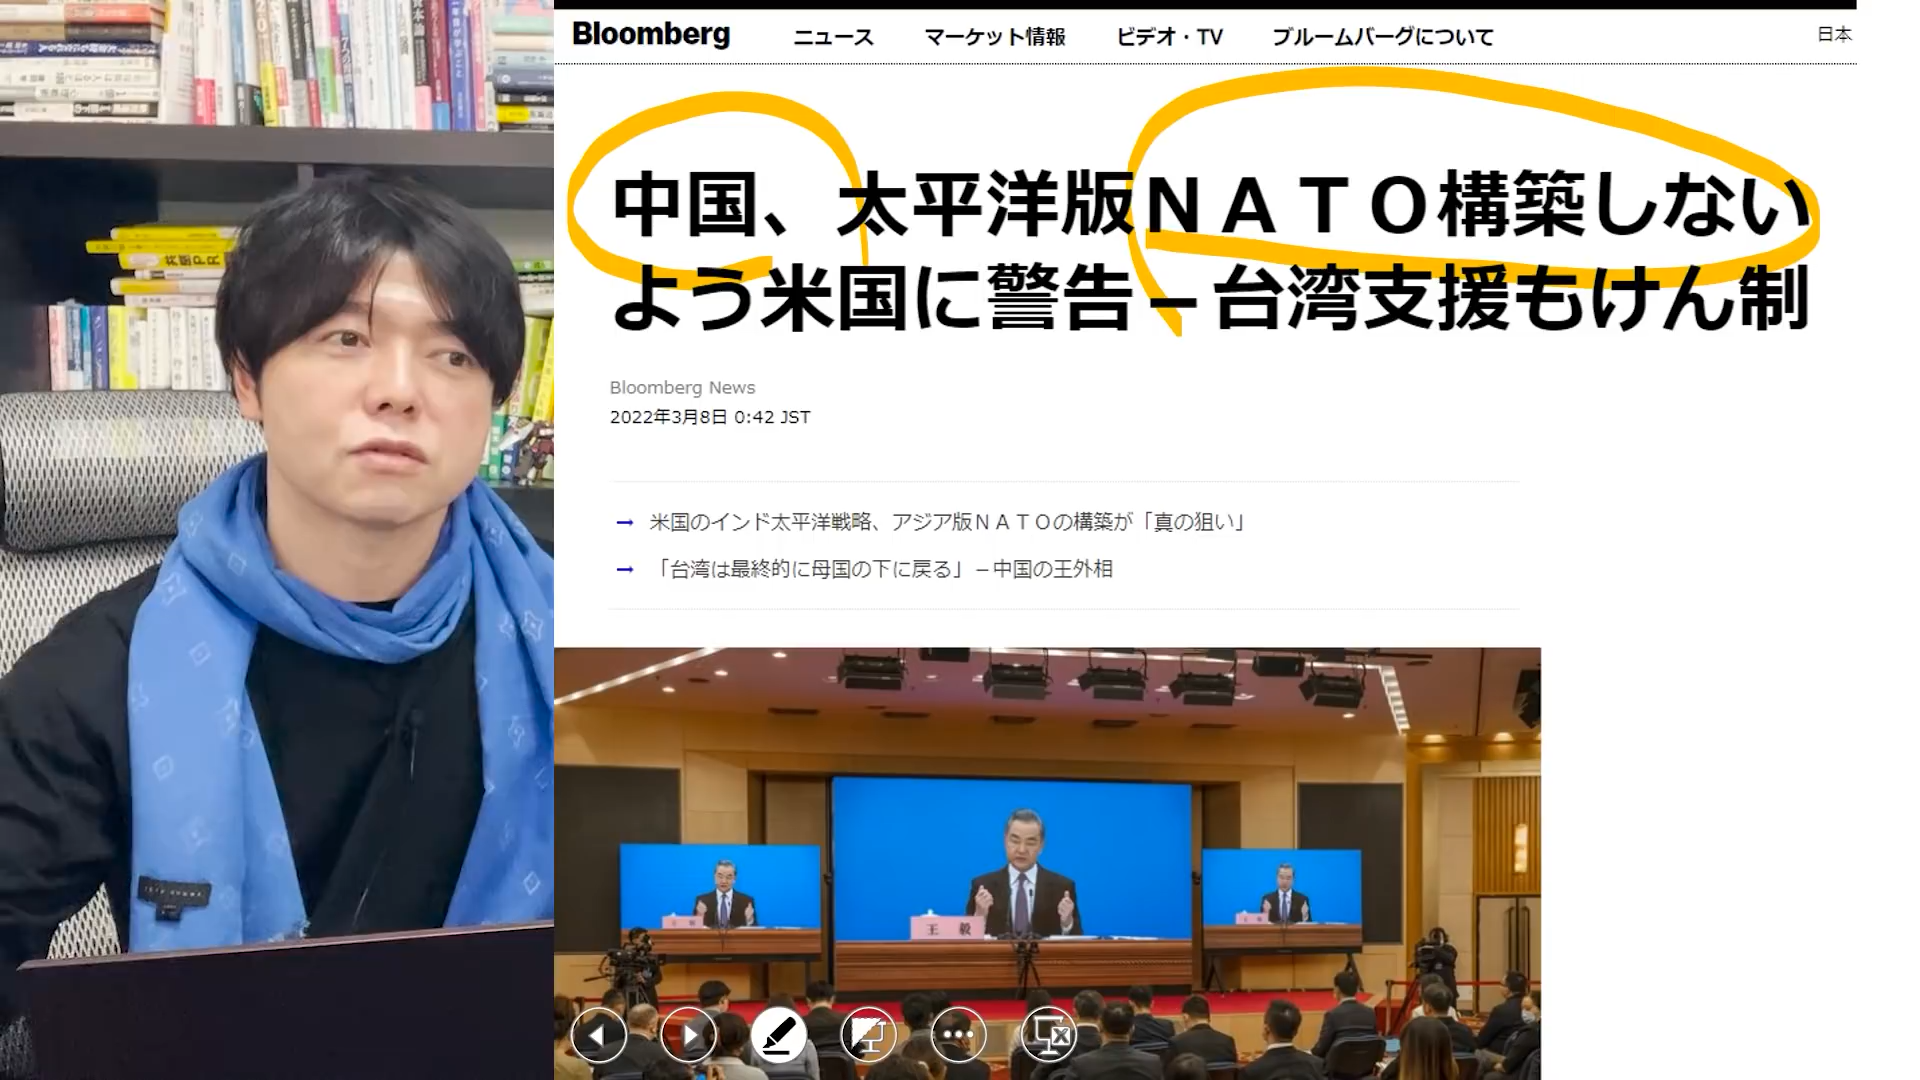 Bloomberg
ニュース
マーケット情報
ビデオ・TV
ブルームバーグについて
日本
中国、太平洋版ＮＡＴＯ構築しない
よう米国に警告－台湾支援もけん制
Bloomberg News
2022年3月8日 0:42 JST
→ 米国のインド太平洋戦略、アジア版ＮＡＴＯの構築が「真の狙い」
→ 「台湾は最終的に母国の下に戻る」－中国の王外相
王 毅